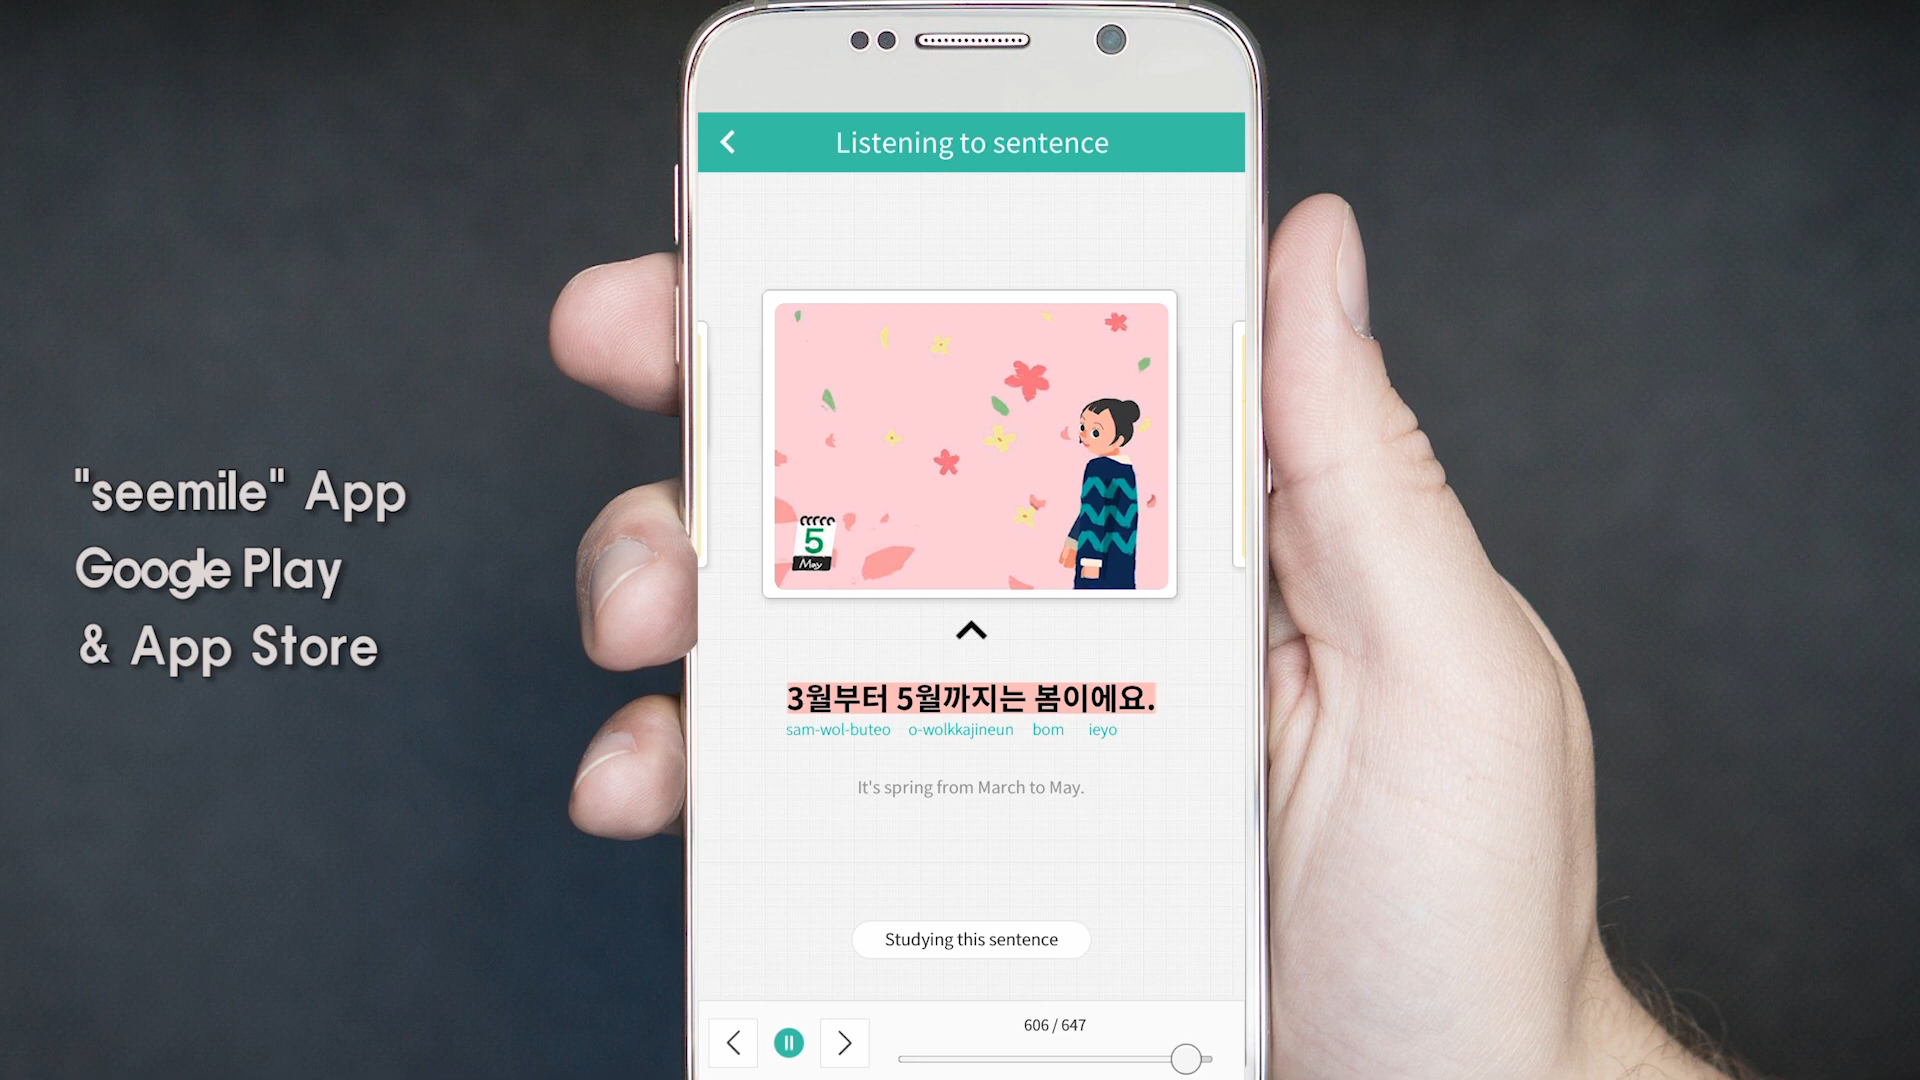 "seemile" App
Google Play
& App Store
Listening to sentence
5
May
3월부터 5월까지는 봄이에요.
sam-wol-buteo o-wolkkajineun bom ieyo
It's spring from March to May.
Studying this sentence
606 / 647